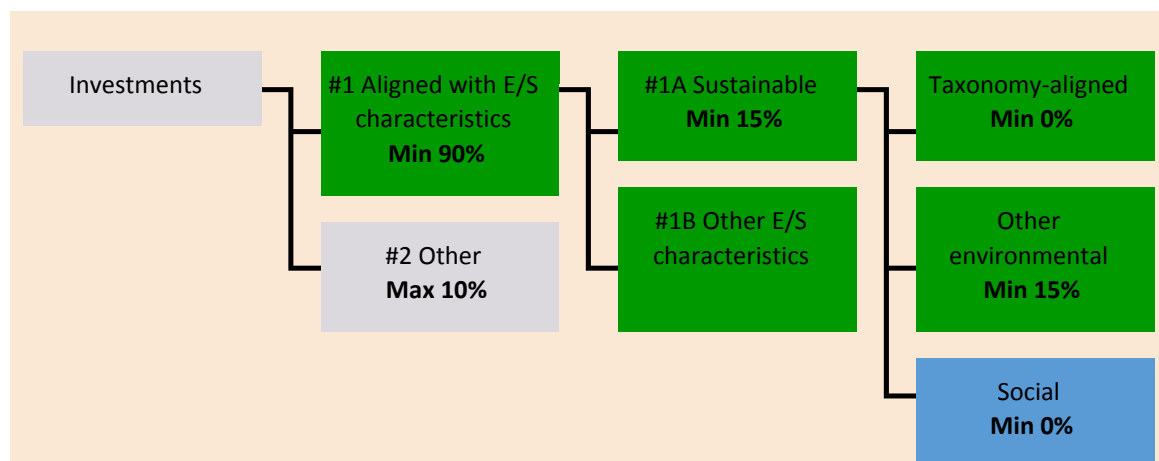 Investments
#1 Aligned with E/S
characteristics
Min 90%
#2 Other
Max 10%
#1A Sustainable
Min 15%
#1B Other E/S
characteristics
Taxonomy-aligned
Min 0%
Other
environmental
Min 15%
Social
Min 0%